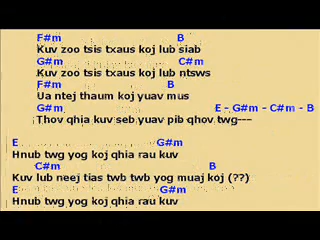 F#m B
Kuv zoo tsis txaus koj lub siab
G#m C#m
Kuv zoo tsis txaus koj lub ntsws
F#m B
Ua ntej thaum koj yuav mus
G#m E - G#m - C#m - B
Thov qhia kuv seb yuav pib qhov twg---
E G#m
Hnub twg yog koj qhia rau kuv
C#m B
Kuv lub neej tias twb twb yog muaj koj (??)
E G#m
Hnub twg yog koj qhia rau kuv